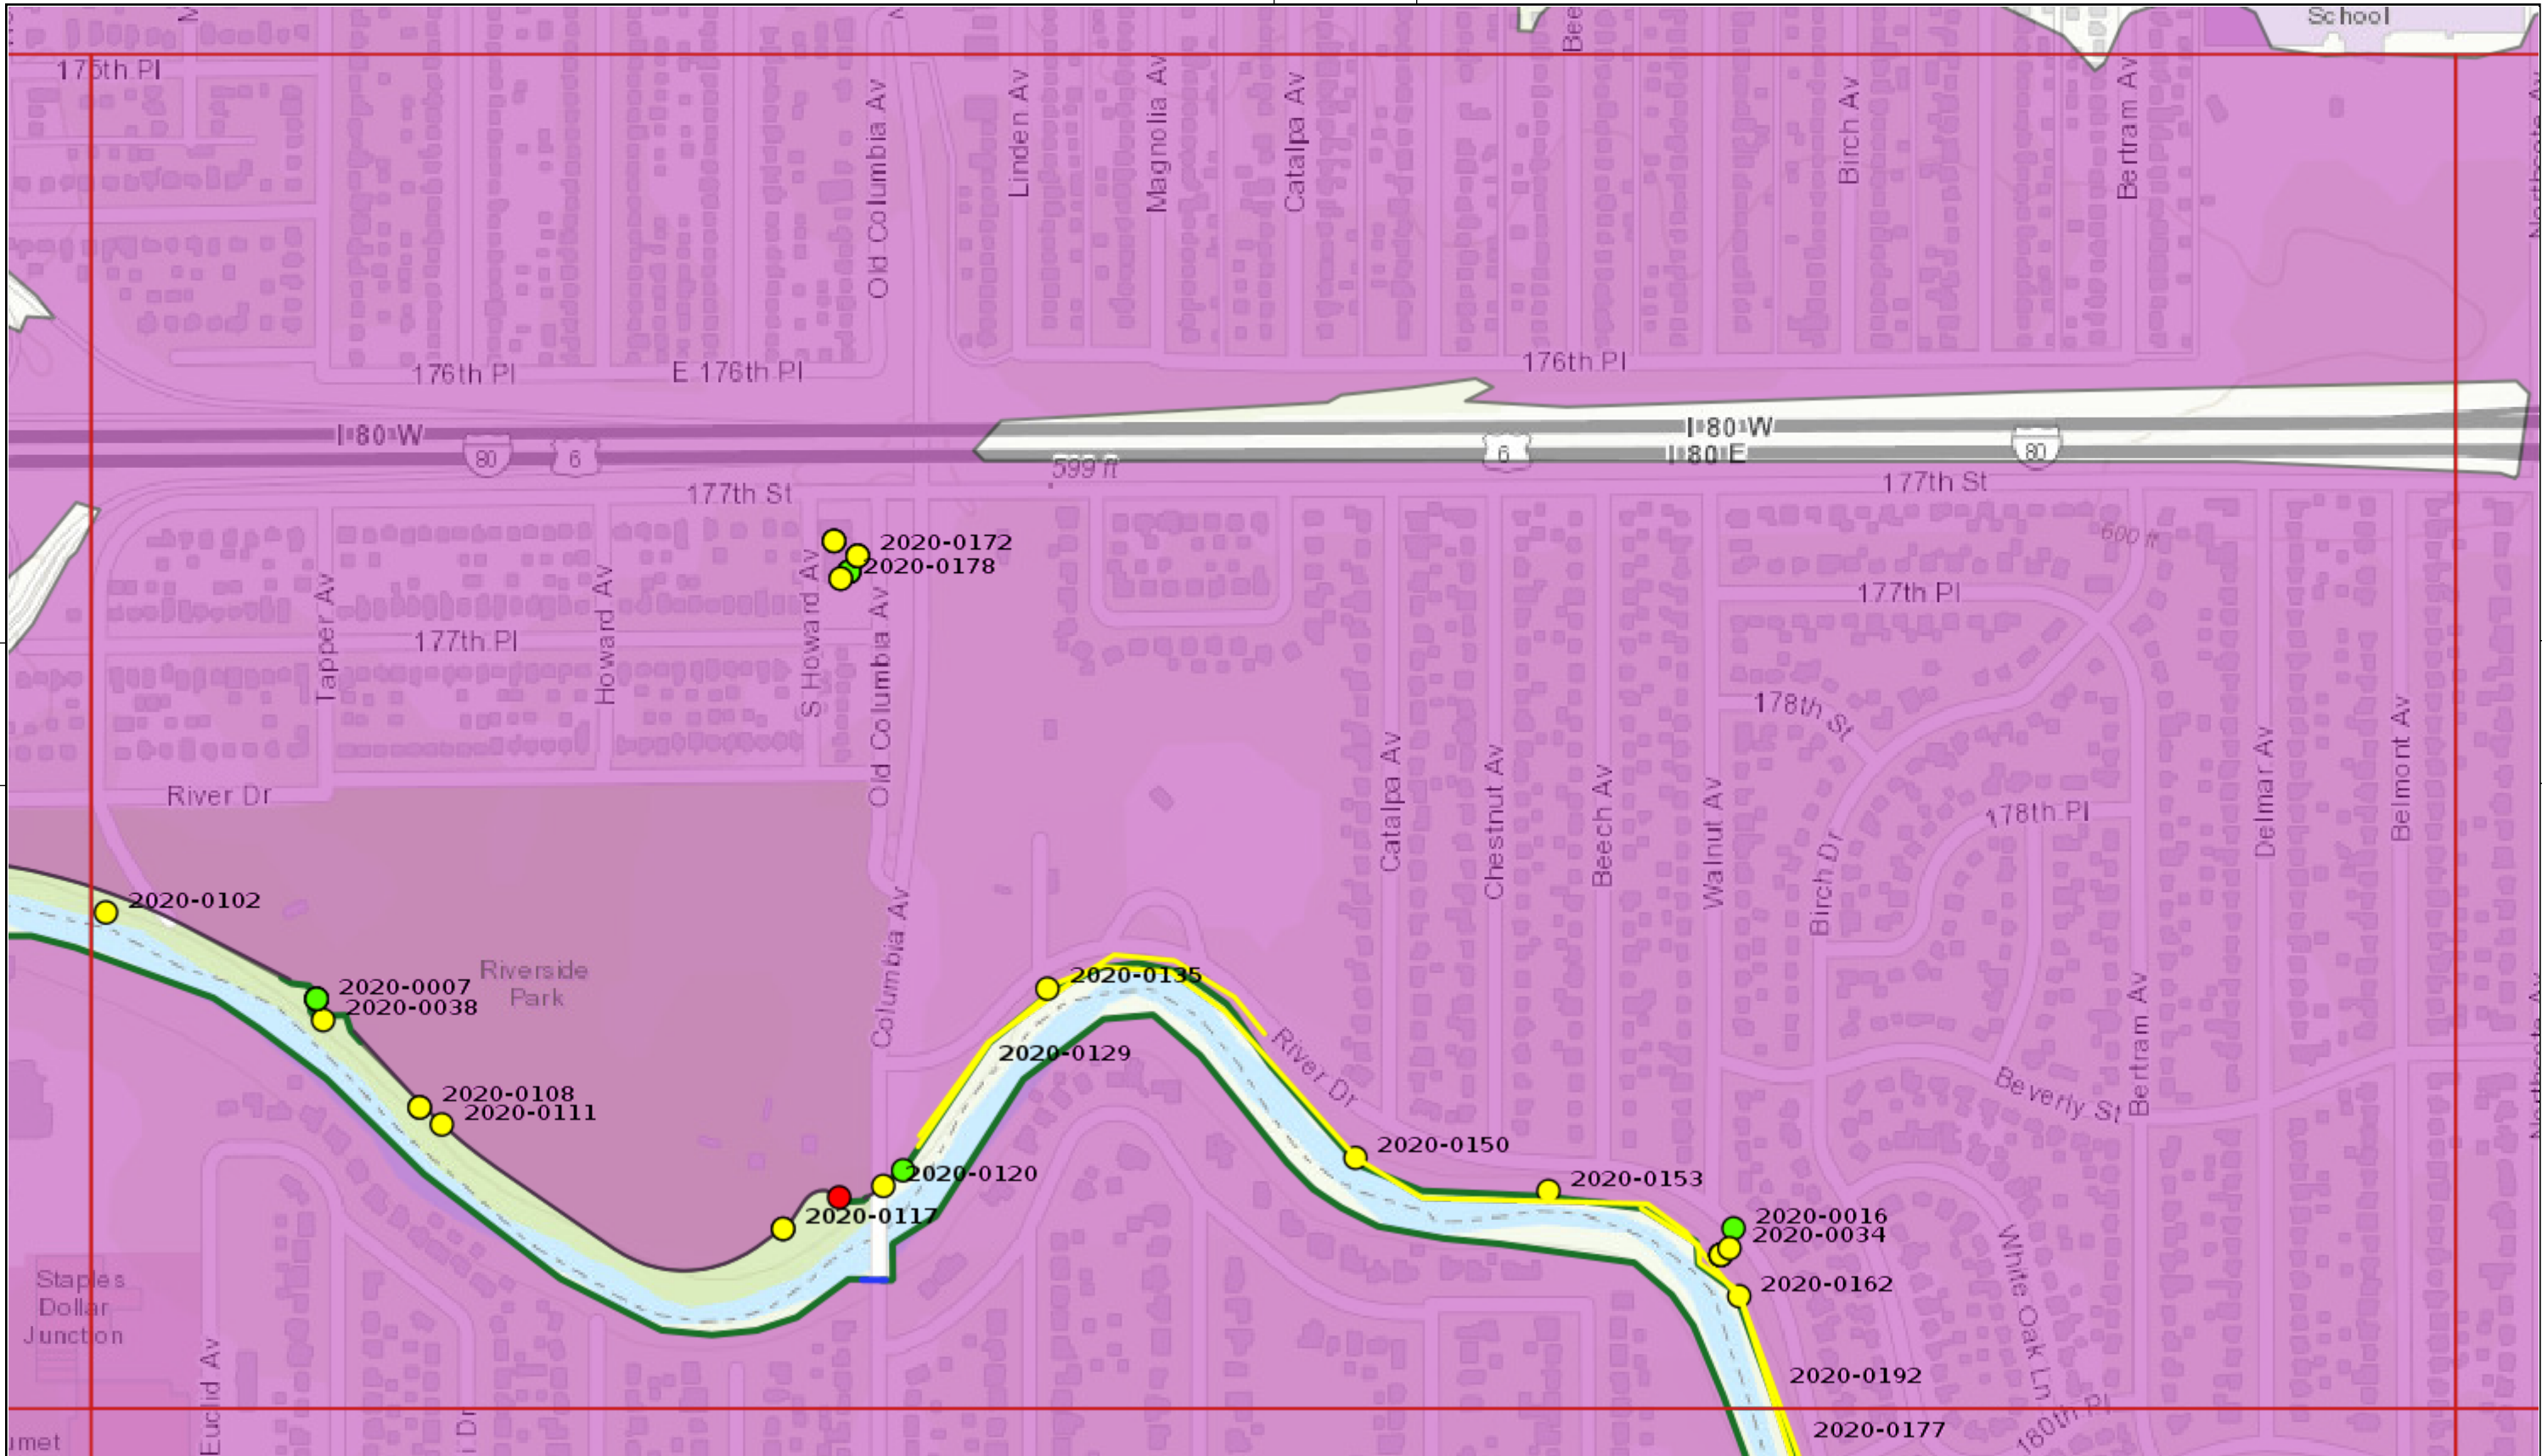 School
175th Pl
Old Columbia Av
Linden Av
Magnolia Av
Catalpa Av
Bee
Birch Av
Bertram Av
176th Pl
E 176th Pl
176th Pl
I 80 W
80
6
I 80 W
I 80 E
6
80
599 ft
177th St
177th St
600 ft
2020-0172
2020-0178
177th Pl
177th Pl
Tapper Av
Howard Av
S Howard Av
Old Columbia Av
178th St
178th Pl
River Dr
Catalpa Av
Chestnut Av
Beech Av
Walnut Av
Birch Dr
Delmar Av
Belmont Av
2020-0102
Columbia Av
Riverside
Park
2020-0007
2020-0038
2020-0135
2020-0129
River Dr
Bertram Av
Beverly St
2020-0108
2020-0111
2020-0120
2020-0117
2020-0150
2020-0153
2020-0016
2020-0034
2020-0162
White Oak Ln
Staples
Dollar
Junction
Euclid Av
i Dr
2020-0192
2020-0177
180th Pl
umet